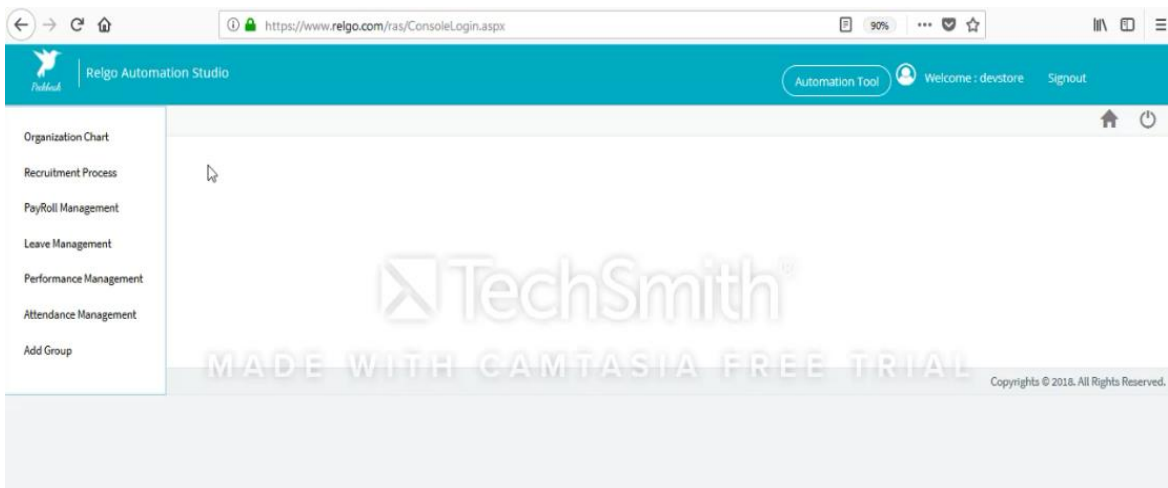 https://www.relgo.com/ras/ConsoleLogin.aspx
90%
Relgo Automation Studio
Automation Tool
Welcome : devstore
Signout
Organization Chart
Recruitment Process
PayRoll Management
Leave Management
Performance Management
Attendance Management
Add Group
TechSmith®
MADE WITH CAMTASIA FREE TRIAL
Copyrights © 2018. All Rights Reserved.